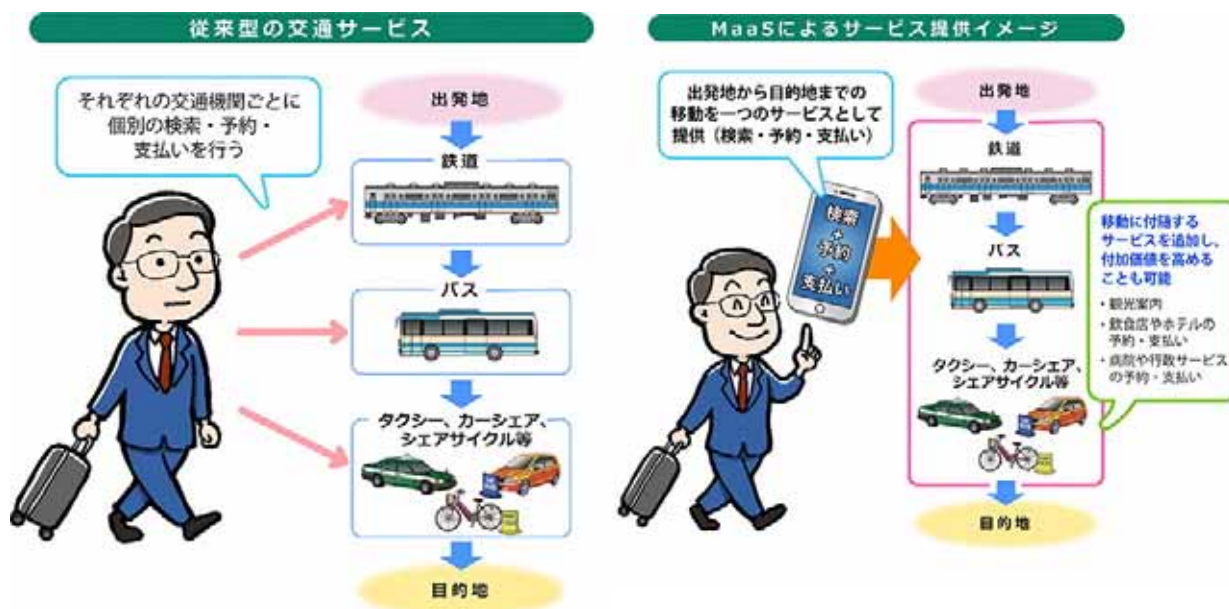 従来型の交通サービス
それぞれの交通機関ごとに
個別の検索・予約・
支払いを行う
出発地
鉄道
バス
タクシー、カーシェア、
シェアサイクル等
目的地
MaaSによるサービス提供イメージ
出発地から目的地までの
移動を一つのサービスとして
提供（検索・予約・支払い）
検索
+
予約
+
支払い
出発地
鉄道
バス
タクシー、カーシェア、
シェアサイクル等
目的地
移動に付随する
サービスを追加し、
付加価値を高める
ことも可能
・観光案内
・飲食店やホテルの
予約・支払い
・病院や行政サービス
の予約・支払い